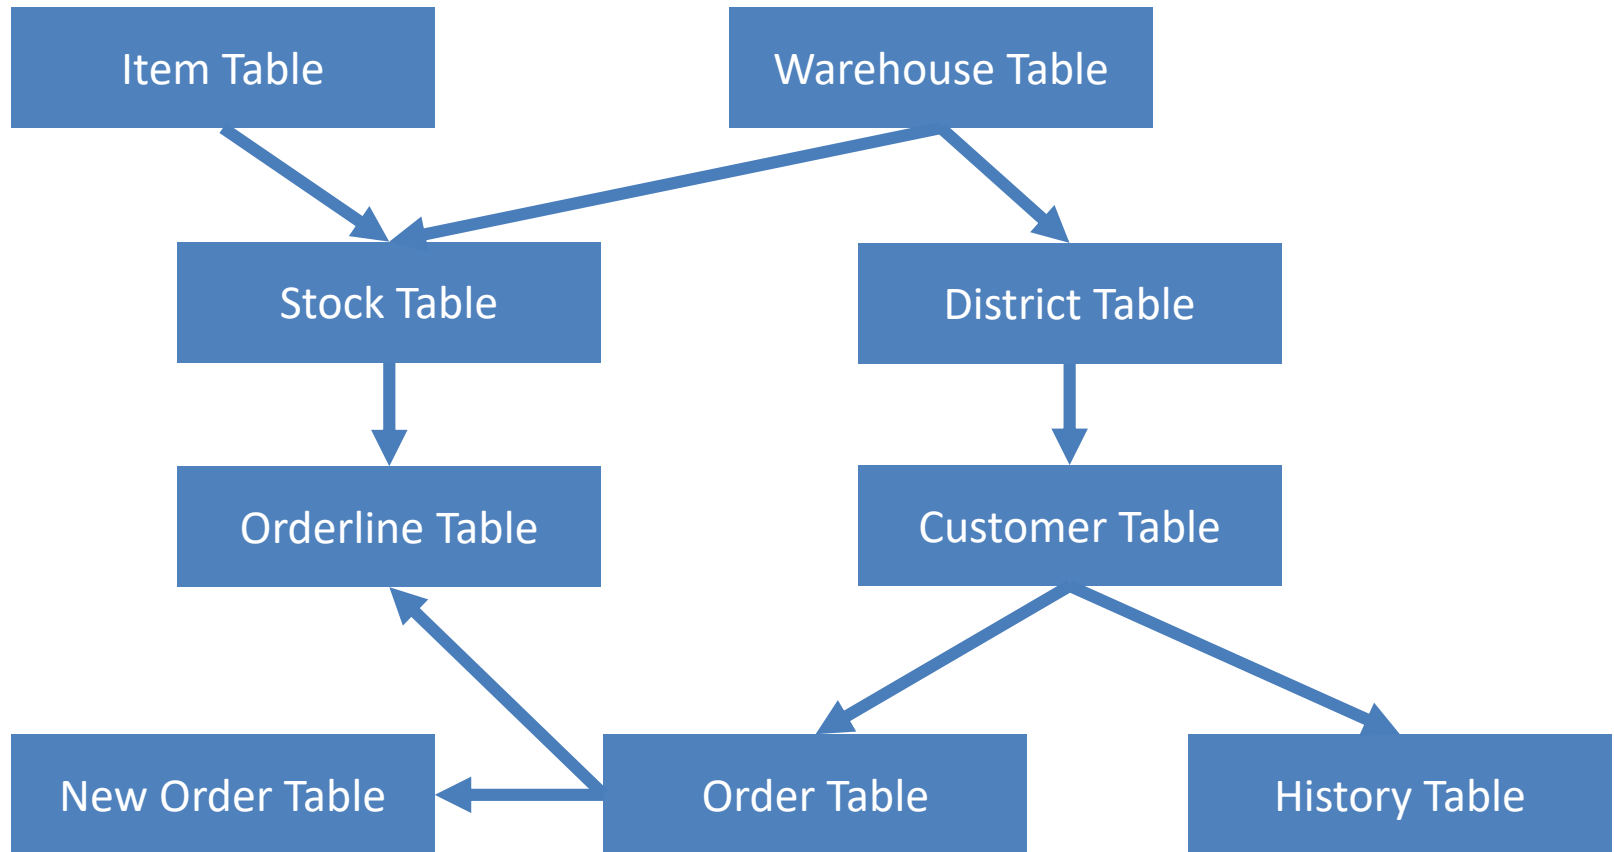 Item Table
Warehouse Table
Stock Table
District Table
Orderline Table
Customer Table
New Order Table
Order Table
History Table